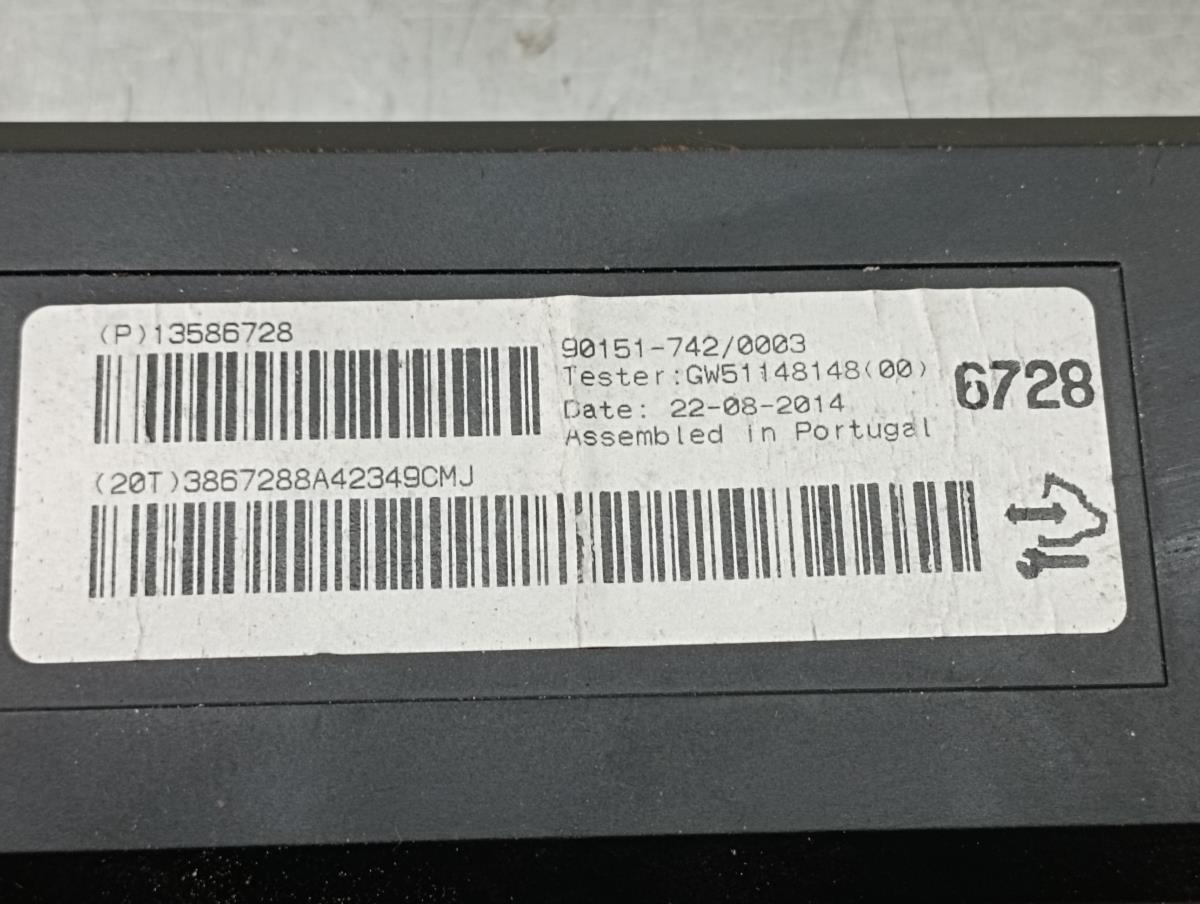 (P)13586728
90151-742/0003
Tester:GW51148148(00)
Date: 22-08-2014
Assembled in Portugal
6728
(20T)3867288A42349CMJ